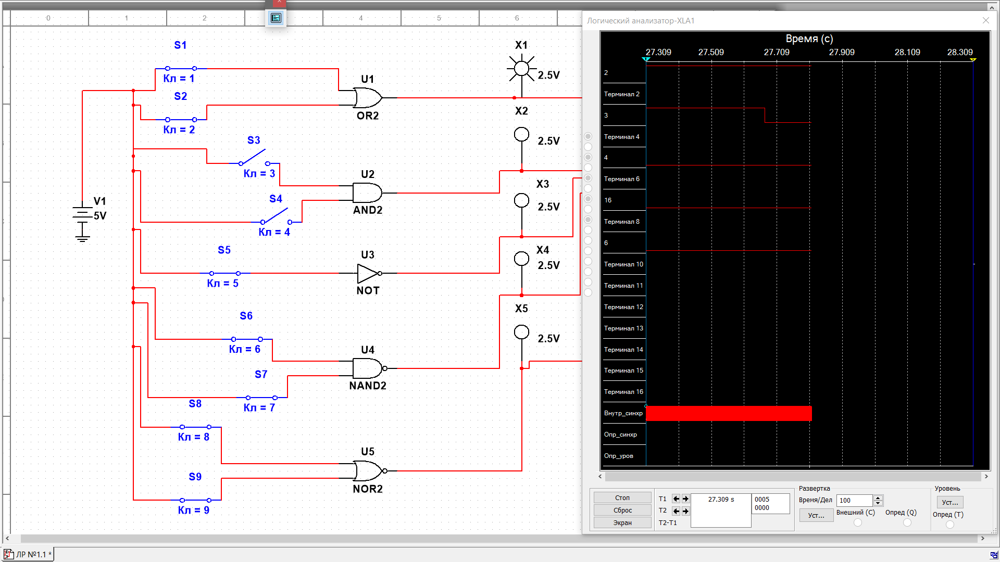 0 1 2 4 5 6
S1
Кл = 1
S2
Кл = 2
S3
Кл = 3
S4
Кл = 4
S5
Кл = 5
S6
Кл = 6
S7
Кл = 7
S8
Кл = 8
S9
Кл = 9
V1
5V
U1
OR2
U2
AND2
U3
NOT
U4
NAND2
U5
NOR2
X1
2.5V
X2
2.5V
X3
2.5V
X4
2.5V
X5
2.5V
ЛР №1.1 *
Логический анализатор-XLA1
Время (с)
27.309 27.509 27.709 27.909 28.109 28.309
2
Терминал 2
3
Терминал 4
4
Терминал 6
16
Терминал 8
6
Терминал 10
Терминал 11
Терминал 12
Терминал 13
Терминал 14
Терминал 15
Терминал 16
Внутр_синхр
Опр_синхр
Опр_уров
Стоп
Сброс
Экран
T1
T2
T2-T1
27.309 s
0005
0000
Развертка
Время/Дел 100
Уст...
Внешний (C)
Опред (Q)
Уровень
Уст...
Опред (T)